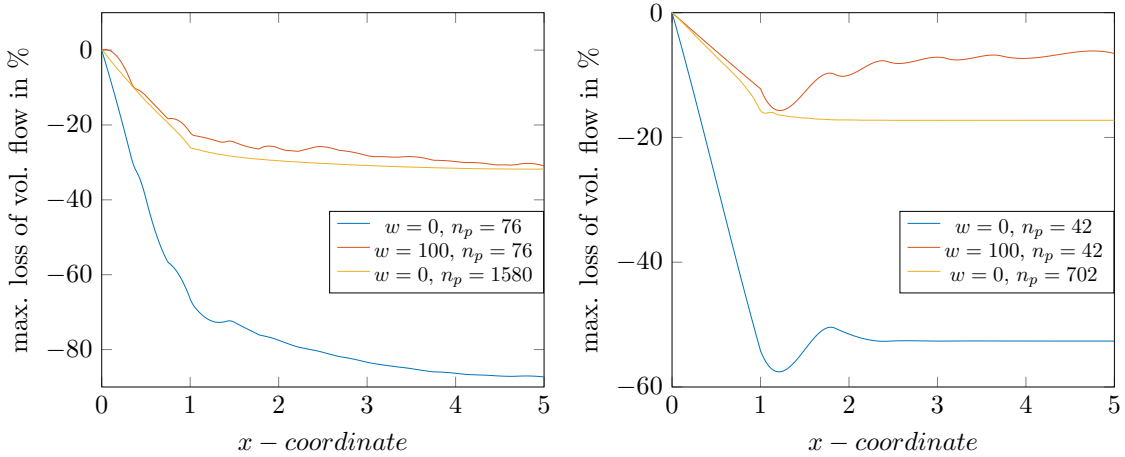 max. loss of vol. flow in %
0
−20
−40
−60
−80
0 1 2 3 4 5
x − coordinate
w = 0, n_p = 76
w = 100, n_p = 76
w = 0, n_p = 1580
max. loss of vol. flow in %
0
−20
−40
−60
0 1 2 3 4 5
x − coordinate
w = 0, n_p = 42
w = 100, n_p = 42
w = 0, n_p = 702